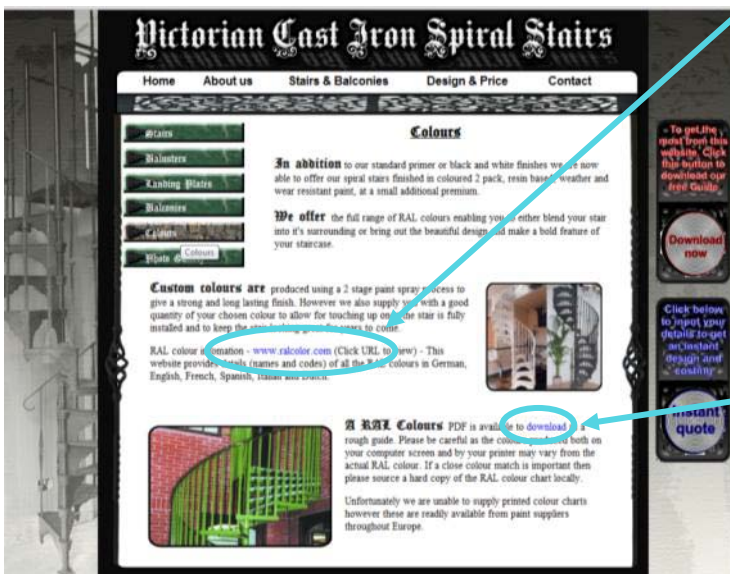 Victorian Cast Iron Spiral Stairs
Home About us Stairs & Balconies Design & Price Contact
Stairs
Balusters
Landing Plates
Balconies
Colours
Colours
Photo
Colours
In addition to our standard primer or black and white finishes we are now
able to offer our spiral stairs finished in coloured 2 pack, resin based, weather and
wear resistant paint, at a small additional premium.
We offer the full range of RAL colours enabling you to either blend your stair
into it's surrounding or bring out the beautiful design and make a bold feature of
your staircase.
Custom colours are produced using a 2 stage paint spray process to
give a strong and long lasting finish. However we also supply you with a good
quantity of your chosen colour to allow for touching up once the stair is fully
installed and to keep the stair looking great for years to come.
RAL colour infomation - www.ralcolor.com (Click URL to view) - This
website provides details (names and codes) of all the RAL colours in German,
English, French, Spanish, Italian and Dutch.
A RAL Colours PDF is available to download as a
rough guide. Please be careful as the colours produced both on
your computer screen and by your printer may vary from the
actual RAL colour. If a close colour match is important then
please source a hard copy of the RAL colour chart locally.
Unfortunately we are unable to supply printed colour charts
however these are readily available from paint suppliers
throughout Europe.
To get the
most from this
website. Click
this button to
download our
free Guide
Download
now
Click below
to input your
details to get
an instant
design and
costing
Instant
quote